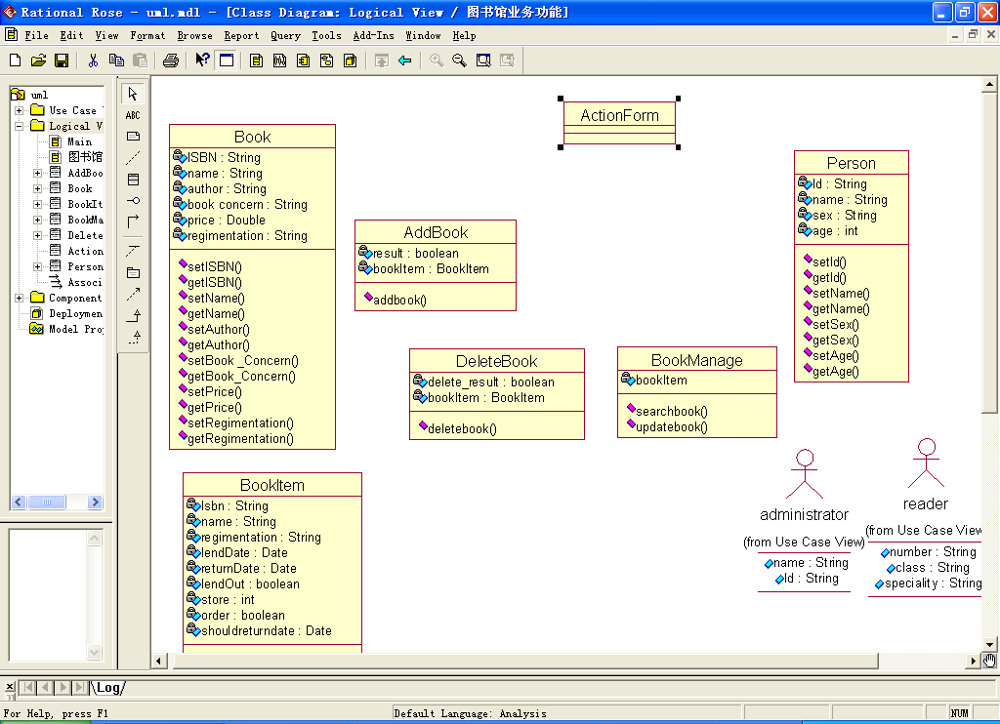 Rational Rose - uml.mdl - [Class Diagram: Logical View / 图书馆业务功能]
File Edit View Format Browse Report Query Tools Add-Ins Window Help
uml
Use Case
Logical V
Main
图书馆
AddBoo
Book
BookIt
BookMa
Delete
Action
Person
Associ
Component
Deploymen
Model Pro
ABC
Book
ISBN : String
name : String
author : String
book concern : String
price : Double
regimentation : String
setISBN()
getISBN()
setName()
getName()
setAuthor()
getAuthor()
setBook _Concern()
getBook_Concern()
setPrice()
getPrice()
setRegimentation()
getRegimentation()
BookItem
Isbn : String
name : String
regimentation : String
lendDate : Date
returnDate : Date
lendOut : boolean
store : int
order : boolean
shouldreturndate : Date
AddBook
result : boolean
bookItem : BookItem
addbook()
DeleteBook
delete_result : boolean
bookItem : BookItem
deletebook()
ActionForm
BookManage
bookItem
searchbook()
updatebook()
Person
Id : String
name : String
sex : String
age : int
setId()
getId()
setName()
getName()
setSex()
getSex()
setAge()
getAge()
administrator
(from Use Case View)
name : String
Id : String
reader
(from Use Case View
number : String
class : String
speciality : String
Log
For Help, press F1
Default Language: Analysis
NUM